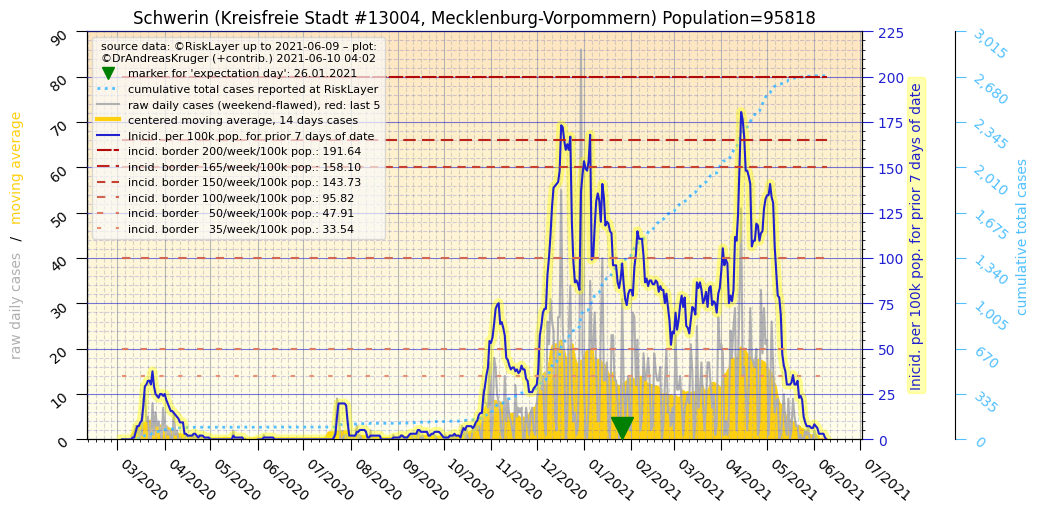 Schwerin (Kreisfreie Stadt #13004, Mecklenburg-Vorpommern) Population=95818
source data: ©RiskLayer up to 2021-06-09 – plot:
©DrAndreasKruger (+contrib.) 2021-06-10 04:02
marker for 'expectation day': 26.01.2021
cumulative total cases reported at RiskLayer
raw daily cases (weekend-flawed), red: last 5
centered moving average, 14 days cases
Inicid. per 100k pop. for prior 7 days of date
incid. border 200/week/100k pop.: 191.64
incid. border 165/week/100k pop.: 158.10
incid. border 150/week/100k pop.: 143.73
incid. border 100/week/100k pop.: 95.82
incid. border 50/week/100k pop.: 47.91
incid. border 35/week/100k pop.: 33.54
raw daily cases / moving average
90
80
70
60
50
40
30
20
10
0
03/2020
04/2020
05/2020
06/2020
07/2020
08/2020
09/2020
10/2020
11/2020
12/2020
01/2021
02/2021
03/2021
04/2021
05/2021
06/2021
07/2021
225
200
175
150
125
100
75
50
25
0
Inicid. per 100k pop. for prior 7 days of date
3,015
2,680
2,345
2,010
1,675
1,340
1,005
670
335
0
cumulative total cases